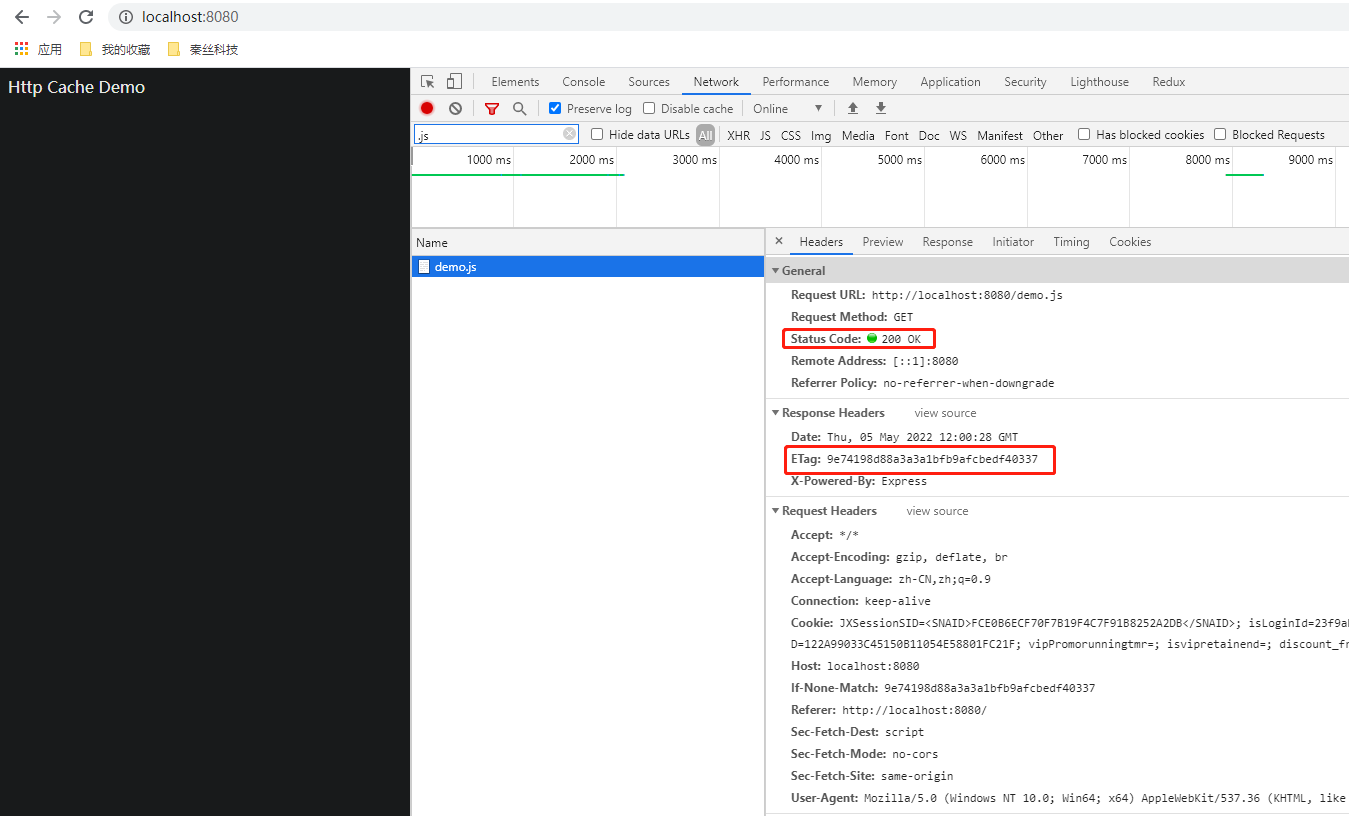 localhost:8080
应用 我的收藏 秦丝科技
Http Cache Demo
Elements Console Sources Network Performance Memory Application Security Lighthouse Redux
Preserve log Disable cache Online
.js Hide data URLs All XHR JS CSS Img Media Font Doc WS Manifest Other Has blocked cookies Blocked Requests
1000 ms 2000 ms 3000 ms 4000 ms 5000 ms 6000 ms 7000 ms 8000 ms 9000 ms
Name
demo.js
× Headers Preview Response Initiator Timing Cookies
General
Request URL: http://localhost:8080/demo.js
Request Method: GET
Status Code: 200 OK
Remote Address: [::1]:8080
Referrer Policy: no-referrer-when-downgrade
Response Headers view source
Date: Thu, 05 May 2022 12:00:28 GMT
ETag: 9e74198d88a3a3a1bfb9afcbedf40337
X-Powered-By: Express
Request Headers view source
Accept: */*
Accept-Encoding: gzip, deflate, br
Accept-Language: zh-CN,zh;q=0.9
Connection: keep-alive
Cookie: JXSessionSID=<SNAID>FCE0B6ECF70F7B19F4C7F91B8252A2DB</SNAID>; isLoginId=23f9a
D=122A99033C45150B11054E58801FC21F; vipPromorunningtmr=; isvipretainend=; discount_fr
Host: localhost:8080
If-None-Match: 9e74198d88a3a3a1bfb9afcbedf40337
Referer: http://localhost:8080/
Sec-Fetch-Dest: script
Sec-Fetch-Mode: no-cors
Sec-Fetch-Site: same-origin
User-Agent: Mozilla/5.0 (Windows NT 10.0; Win64; x64) AppleWebKit/537.36 (KHTML, like